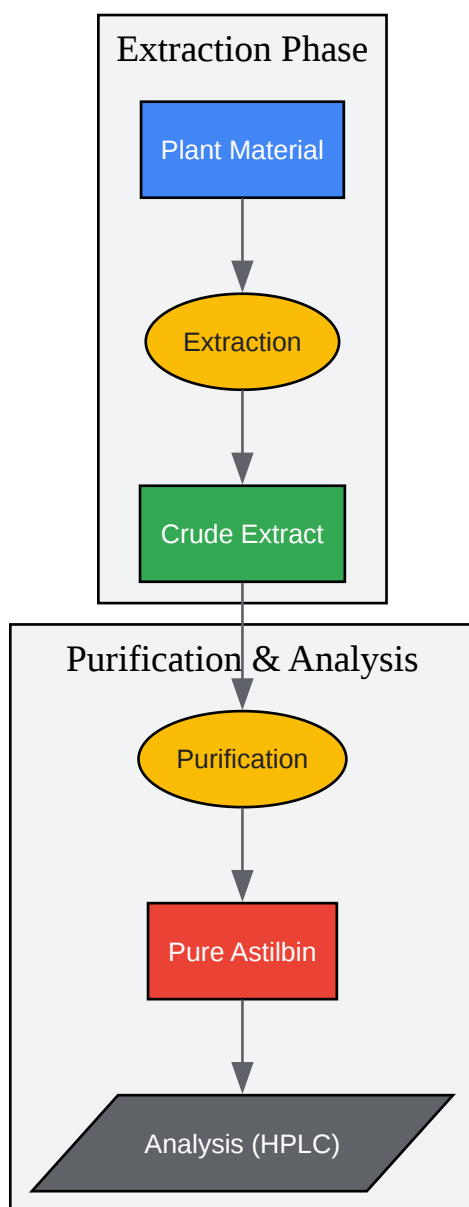 Extraction Phase
Plant Material
Extraction
Crude Extract
Purification & Analysis
Purification
Pure Astilbin
Analysis (HPLC)